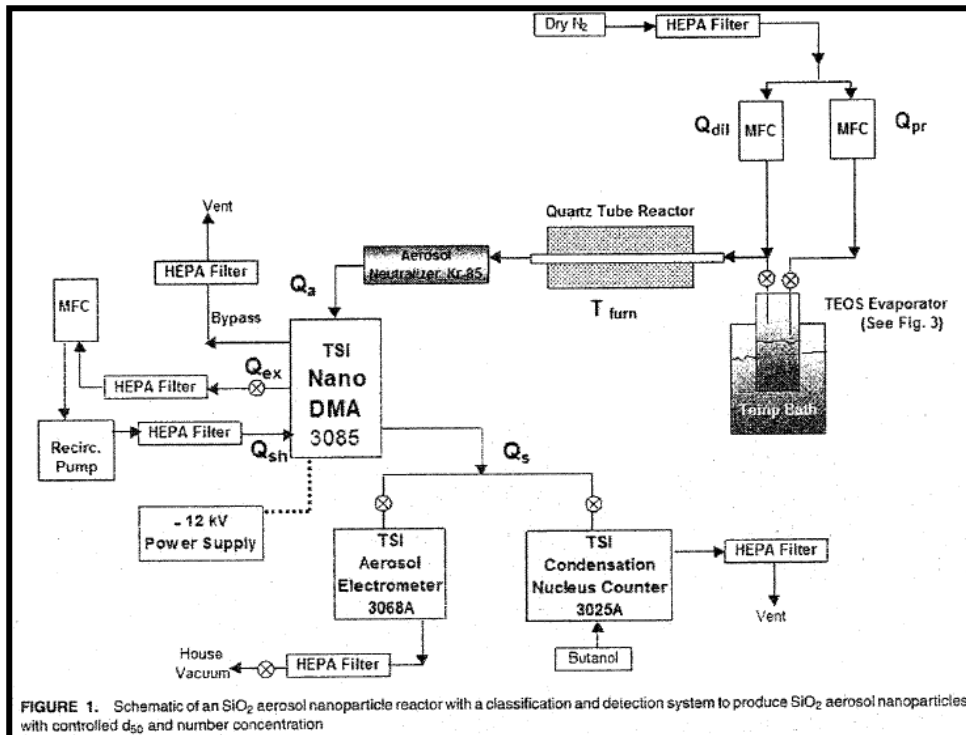 Dry N₂
HEPA Filter
Q_dil
MFC
MFC
Q_pr
Vent
Quartz Tube Reactor
HEPA Filter
Aerosol
Neutralizer Kr-85
MFC
Q_a
T_furn
TEOS Evaporator
(See Fig. 3)
Bypass
TSI
Nano
DMA
3085
Q_ex
HEPA Filter
Temp Bath
HEPA Filter
Recirc.
Pump
Q_sh
Q_s
- 12 kV
Power Supply
TSI
Aerosol
Electrometer
3068A
TSI
Condensation
Nucleus Counter
3025A
HEPA Filter
Vent
House
Vacuum
HEPA Filter
Butanol
FIGURE 1. Schematic of an SiO₂ aerosol nanoparticle reactor with a classification and detection system to produce SiO₂ aerosol nanoparticles
with controlled d₅₀ and number concentration